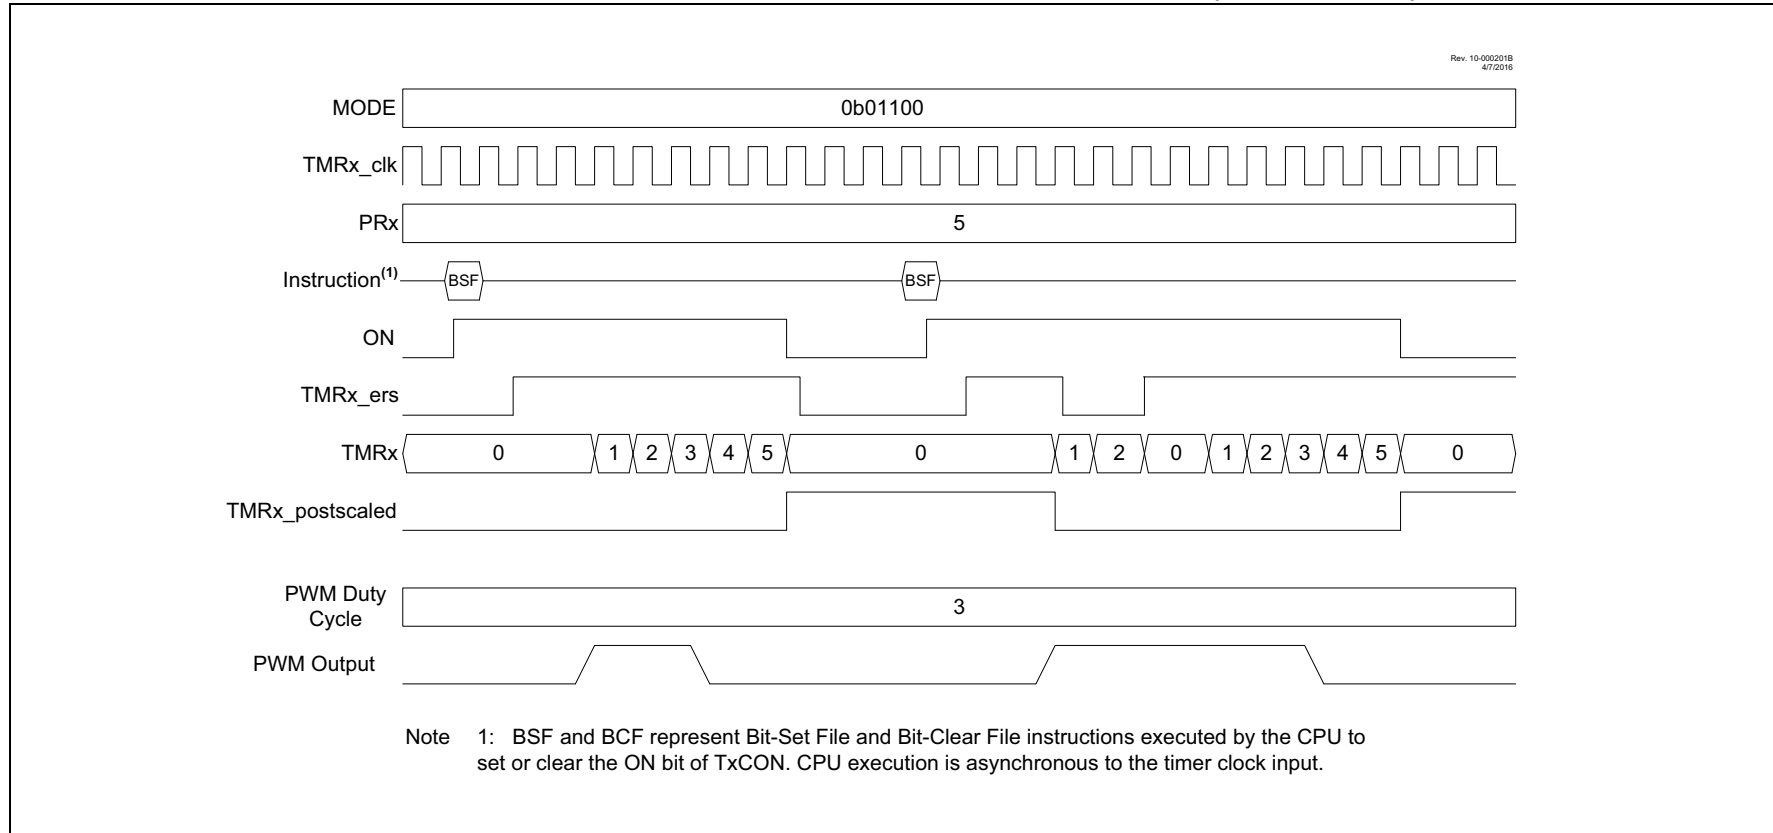 Rev. 10-000201B
4/7/2016
MODE 0b01100
TMRx_clk
PRx 5
Instruction(1) BSF BSF
ON
TMRx_ers
TMRx 0 1 2 3 4 5 0 1 2 0 1 2 3 4 5 0
TMRx_postscaled
PWM Duty
Cycle 3
PWM Output
Note 1: BSF and BCF represent Bit-Set File and Bit-Clear File instructions executed by the CPU to
set or clear the ON bit of TxCON. CPU execution is asynchronous to the timer clock input.